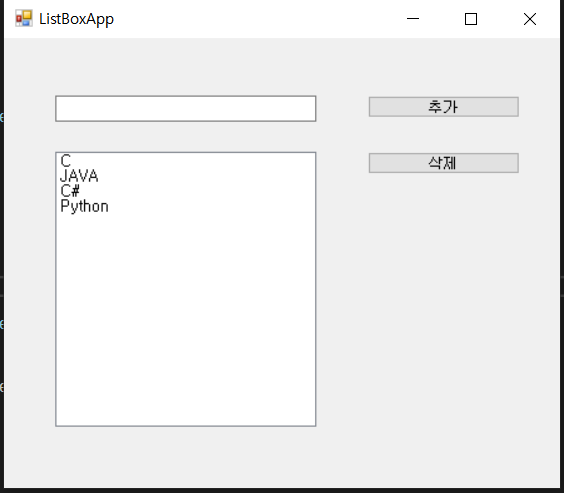 ListBoxApp
추가
C
JAVA
C#
Python
삭제